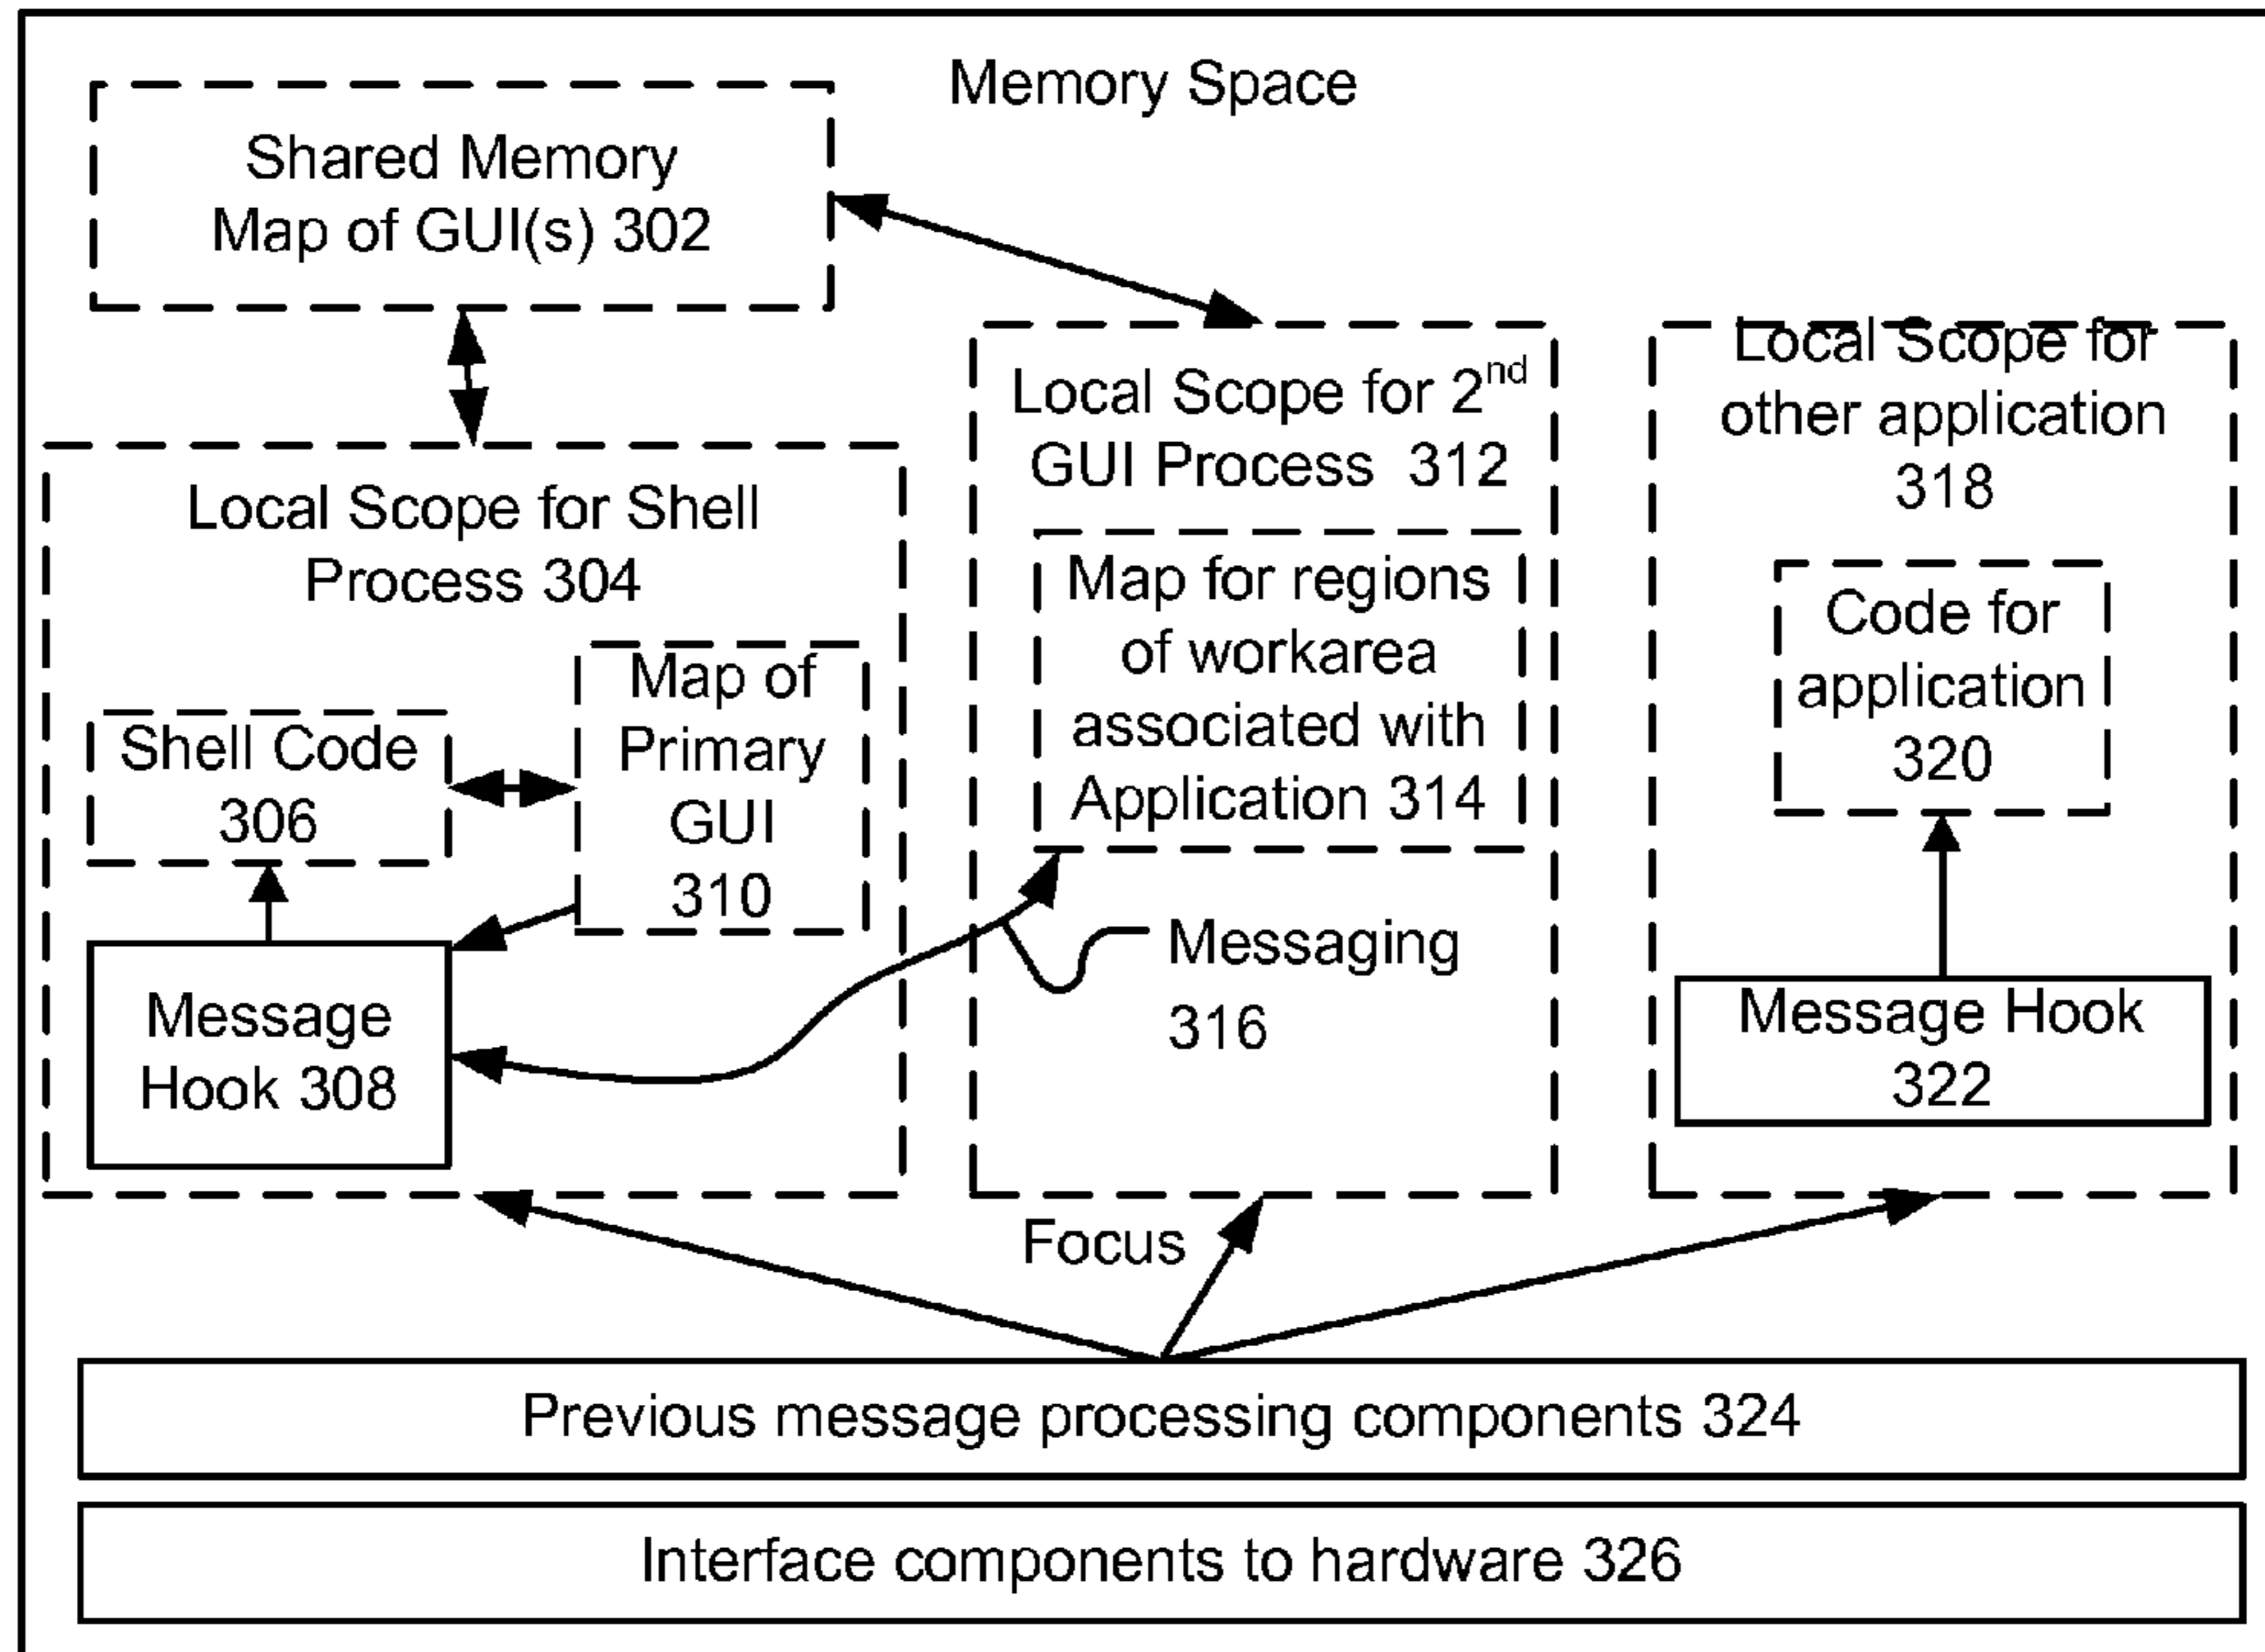 Memory Space
Shared Memory
Map of GUI(s) 302
Local Scope for Shell
Process 304
Shell Code
306
Map of
Primary
GUI
310
Message
Hook 308
Local Scope for 2nd
GUI Process 312
Map for regions
of workarea
associated with
Application 314
Messaging
316
Local Scope for
other application
318
Code for
application
320
Message Hook
322
Focus
Previous message processing components 324
Interface components to hardware 326